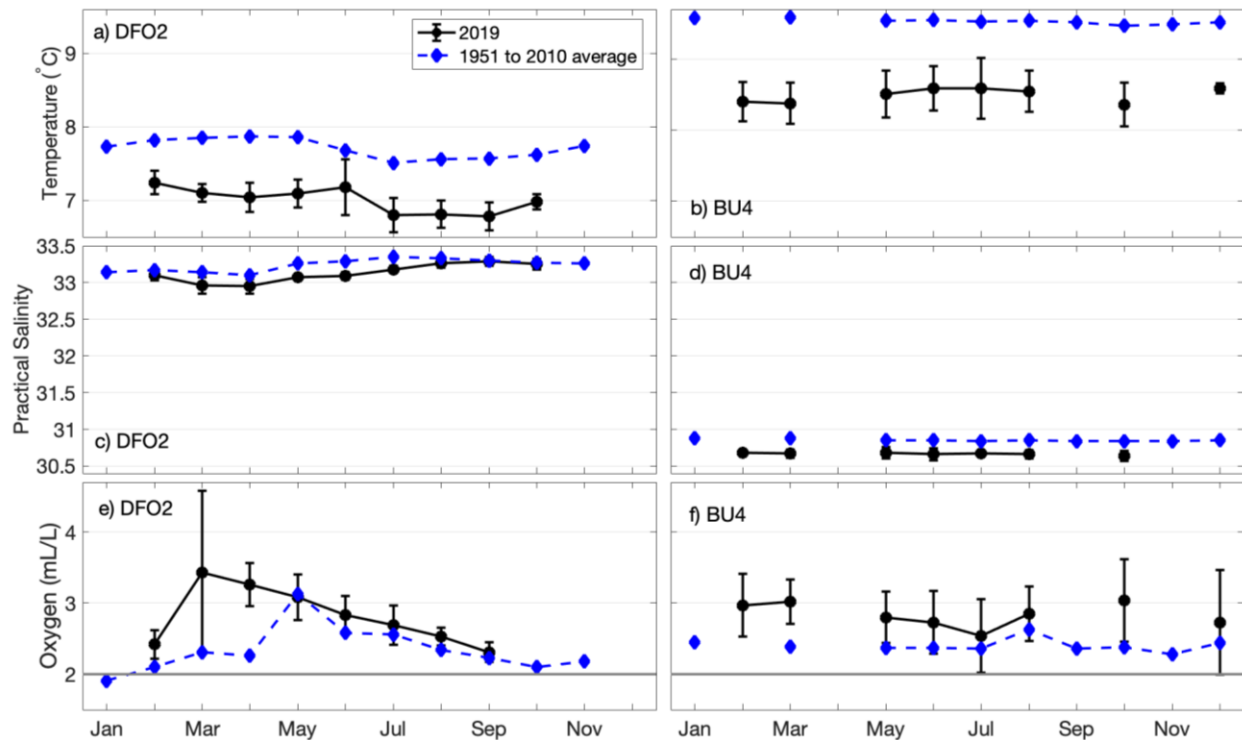 a) DFO2
2019
1951 to 2010 average
Temperature (°C)
9
8
7
b) BU4
33.5
33
32.5
32
31.5
31
30.5
Practical Salinity
c) DFO2
d) BU4
e) DFO2
f) BU4
Oxygen (mL/L)
4
3
2
Jan Mar May Jul Sep Nov
Jan Mar May Jul Sep Nov